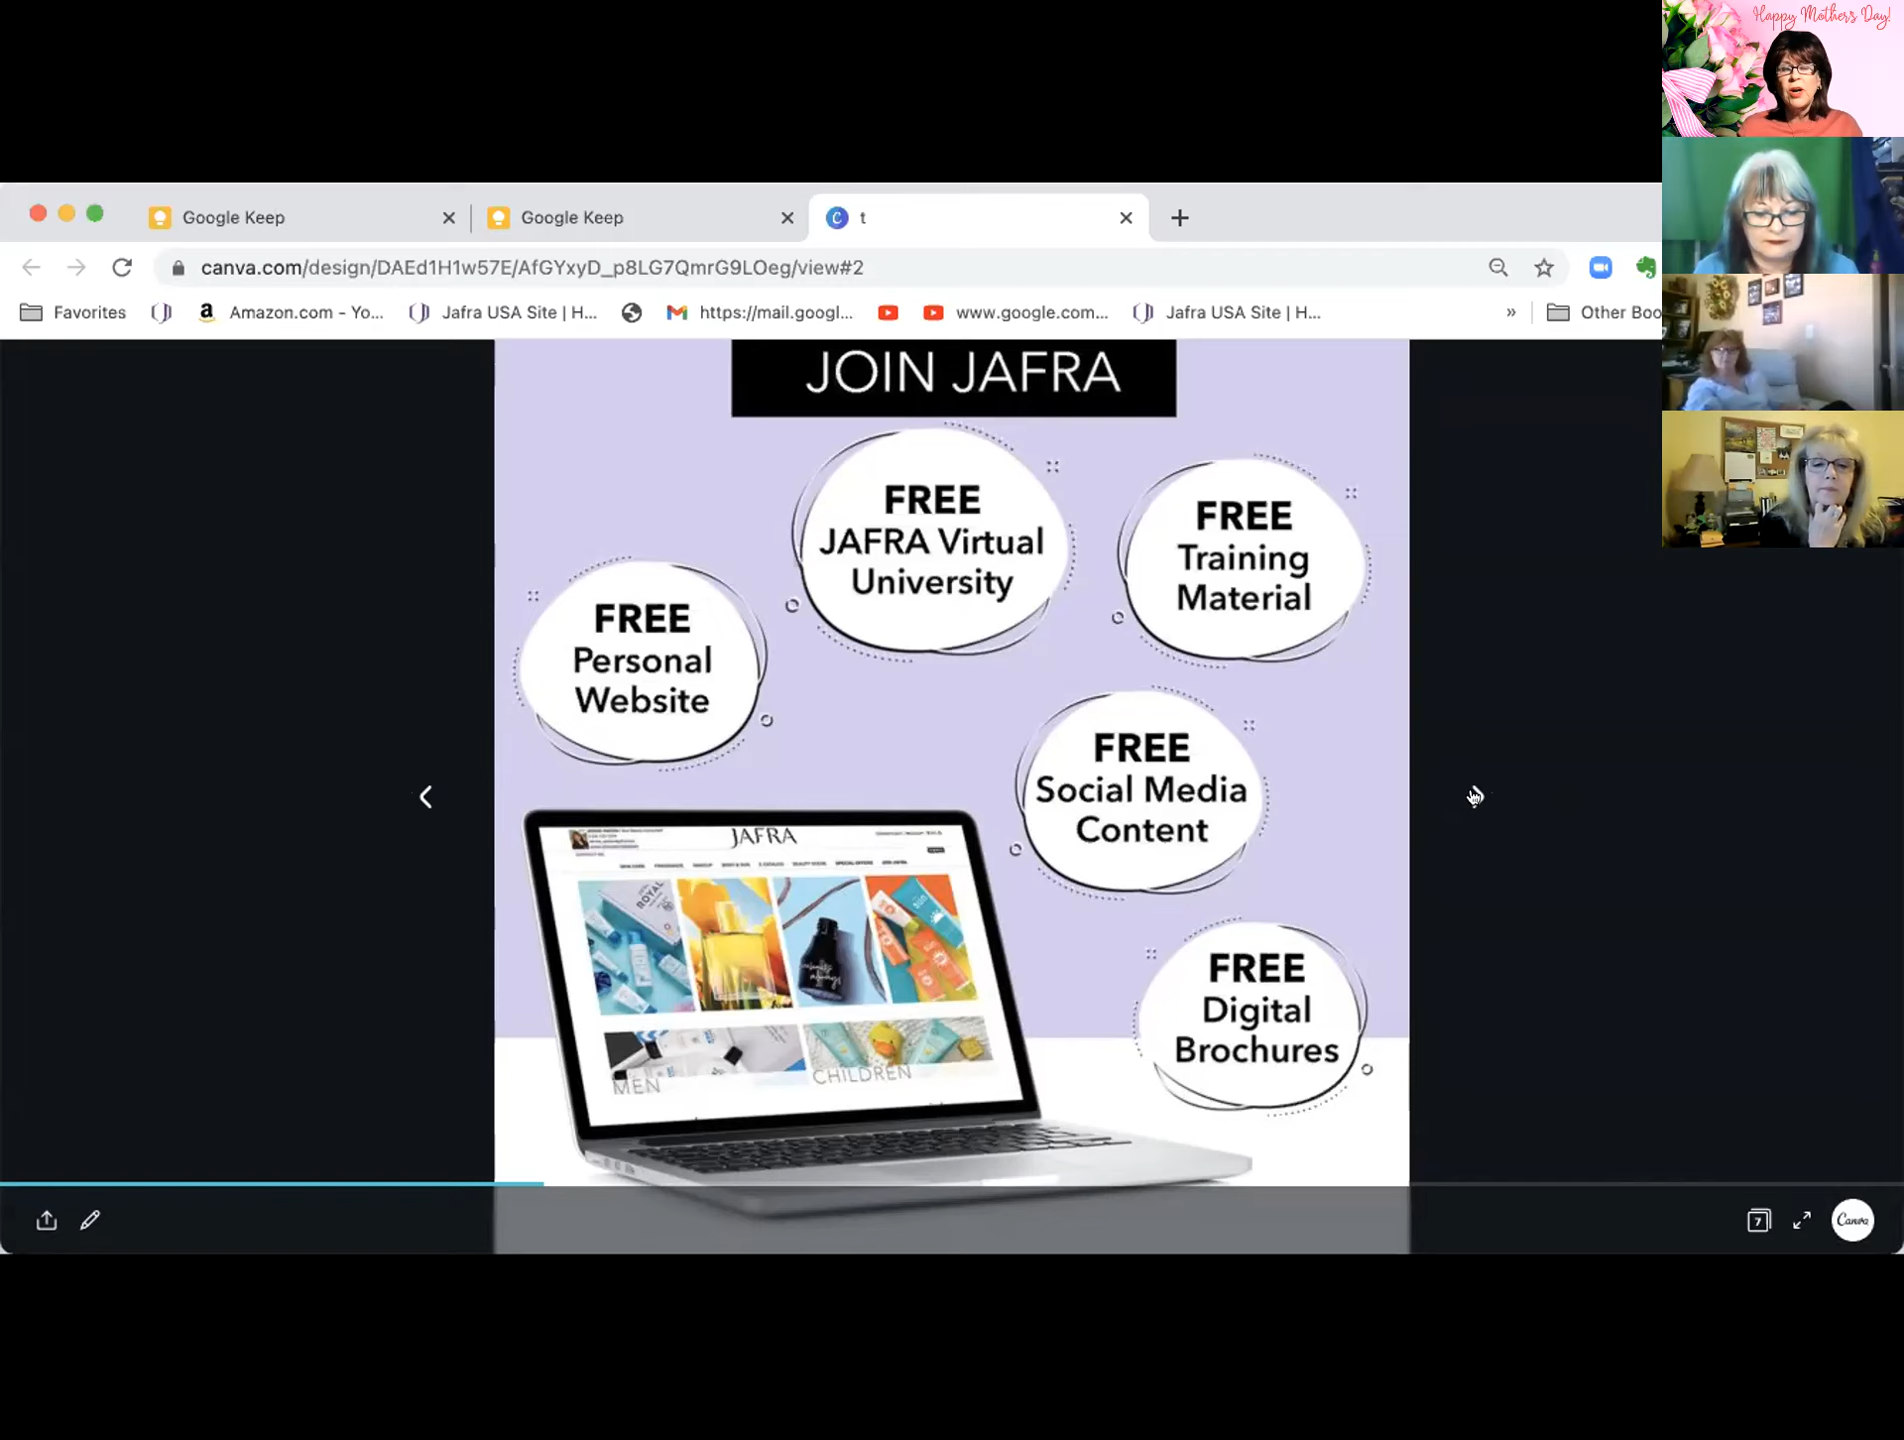 Happy Mother's Day!
Google Keep
Google Keep
t
canva.com/design/DAEd1H1w57E/AfGYxyD_p8LG7QmrG9LOeg/view#2
Favorites
Amazon.com - Yo...
Jafra USA Site | H...
https://mail.googl...
www.google.com...
Jafra USA Site | H...
»
Other Boo
JOIN JAFRA
FREE
JAFRA Virtual
University
FREE
Training
Material
FREE
Personal
Website
FREE
Social Media
Content
JAFRA
ROYAL
MEN
CHILDREN
FREE
Digital
Brochures
7
Canva